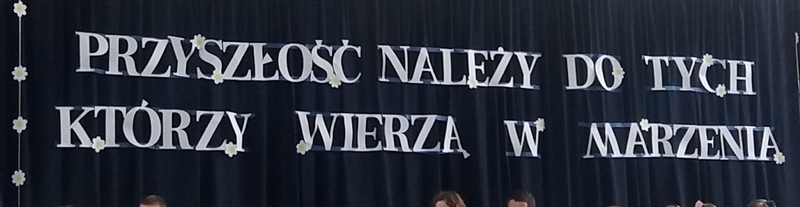 PRZYSZŁOŚĆ NALEŻY DO TYCH
KTÓRZY WIERZĄ W MARZENIA